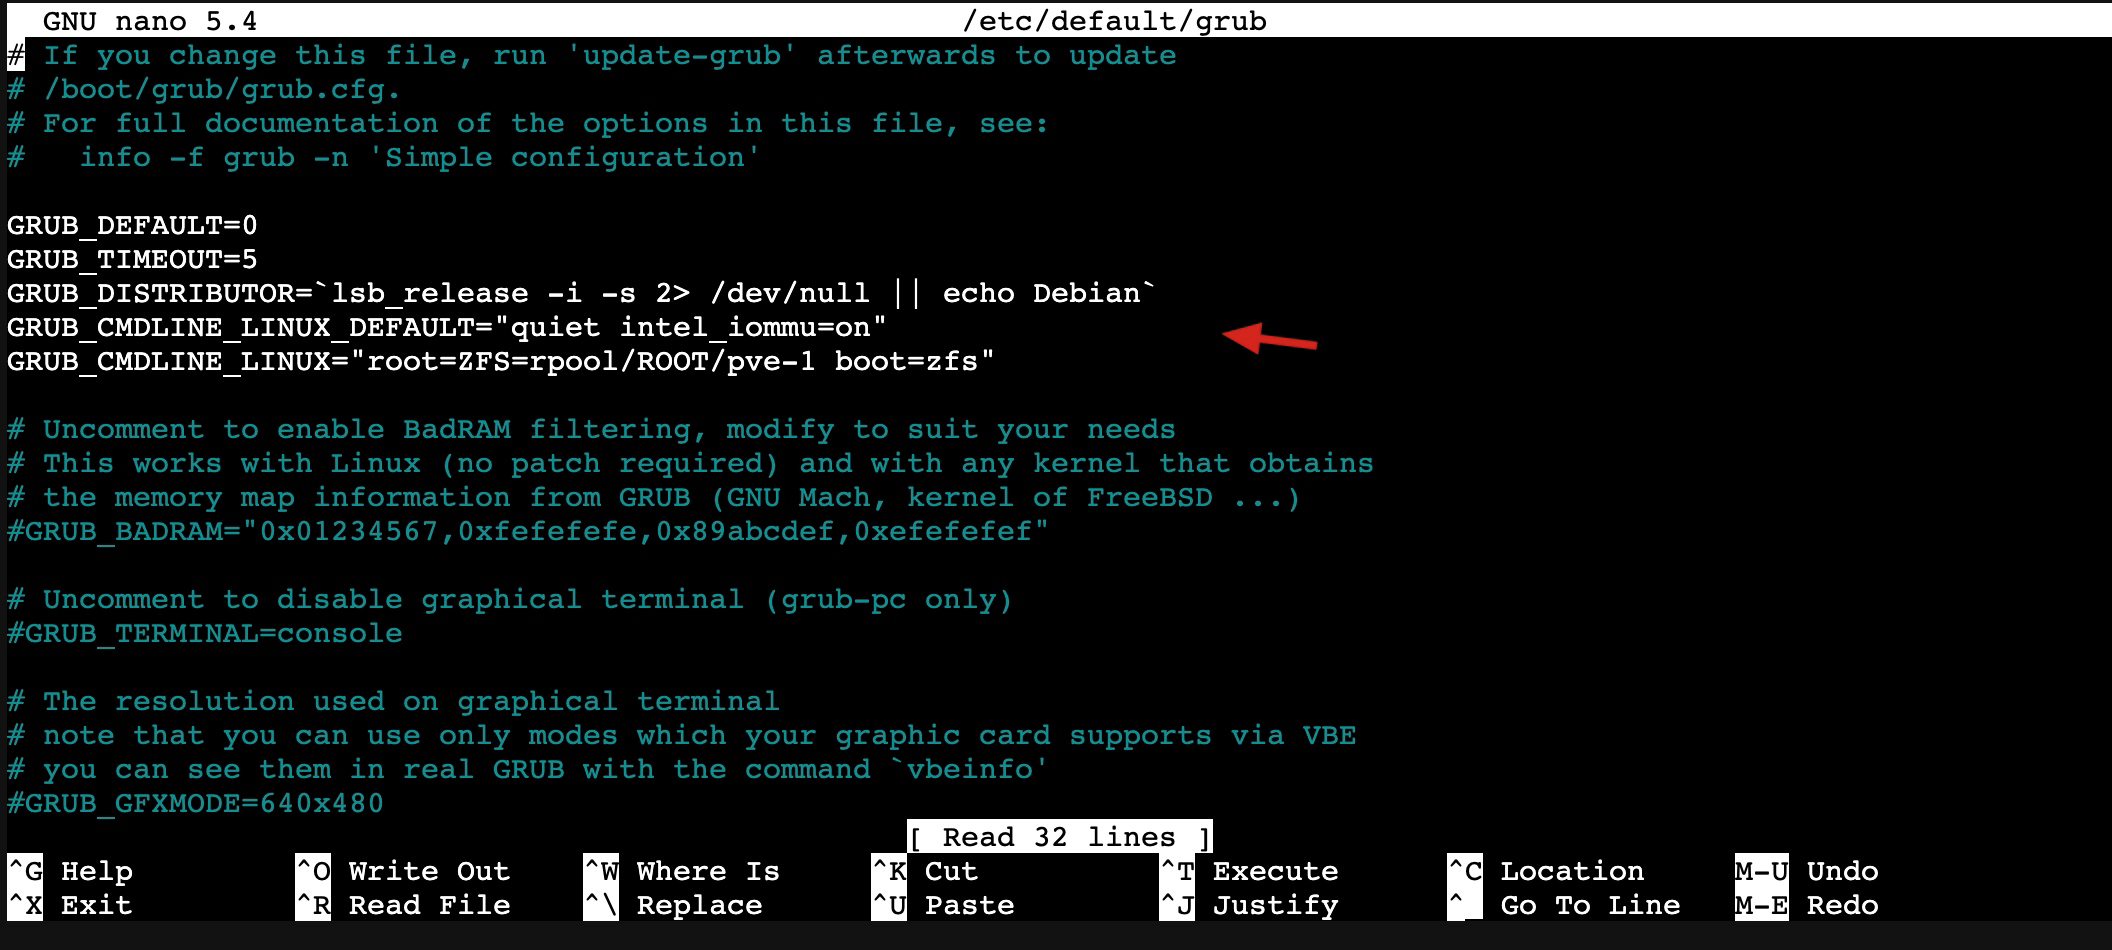 GNU nano 5.4 /etc/default/grub
# If you change this file, run 'update-grub' afterwards to update
# /boot/grub/grub.cfg.
# For full documentation of the options in this file, see:
#   info -f grub -n 'Simple configuration'
GRUB_DEFAULT=0
GRUB_TIMEOUT=5
GRUB_DISTRIBUTOR=`lsb_release -i -s 2> /dev/null || echo Debian`
GRUB_CMDLINE_LINUX_DEFAULT="quiet intel_iommu=on"
GRUB_CMDLINE_LINUX="root=ZFS=rpool/ROOT/pve-1 boot=zfs"
# Uncomment to enable BadRAM filtering, modify to suit your needs
# This works with Linux (no patch required) and with any kernel that obtains
# the memory map information from GRUB (GNU Mach, kernel of FreeBSD ...)
#GRUB_BADRAM="0x01234567,0xfefefefe,0x89abcdef,0xefefefef"
# Uncomment to disable graphical terminal (grub-pc only)
#GRUB_TERMINAL=console
# The resolution used on graphical terminal
# note that you can use only modes which your graphic card supports via VBE
# you can see them in real GRUB with the command `vbeinfo'
#GRUB_GFXMODE=640x480
[ Read 32 lines ]
^G Help ^O Write Out ^W Where Is ^K Cut ^T Execute ^C Location M-U Undo
^X Exit ^R Read File ^\ Replace ^U Paste ^J Justify ^_ Go To Line M-E Redo